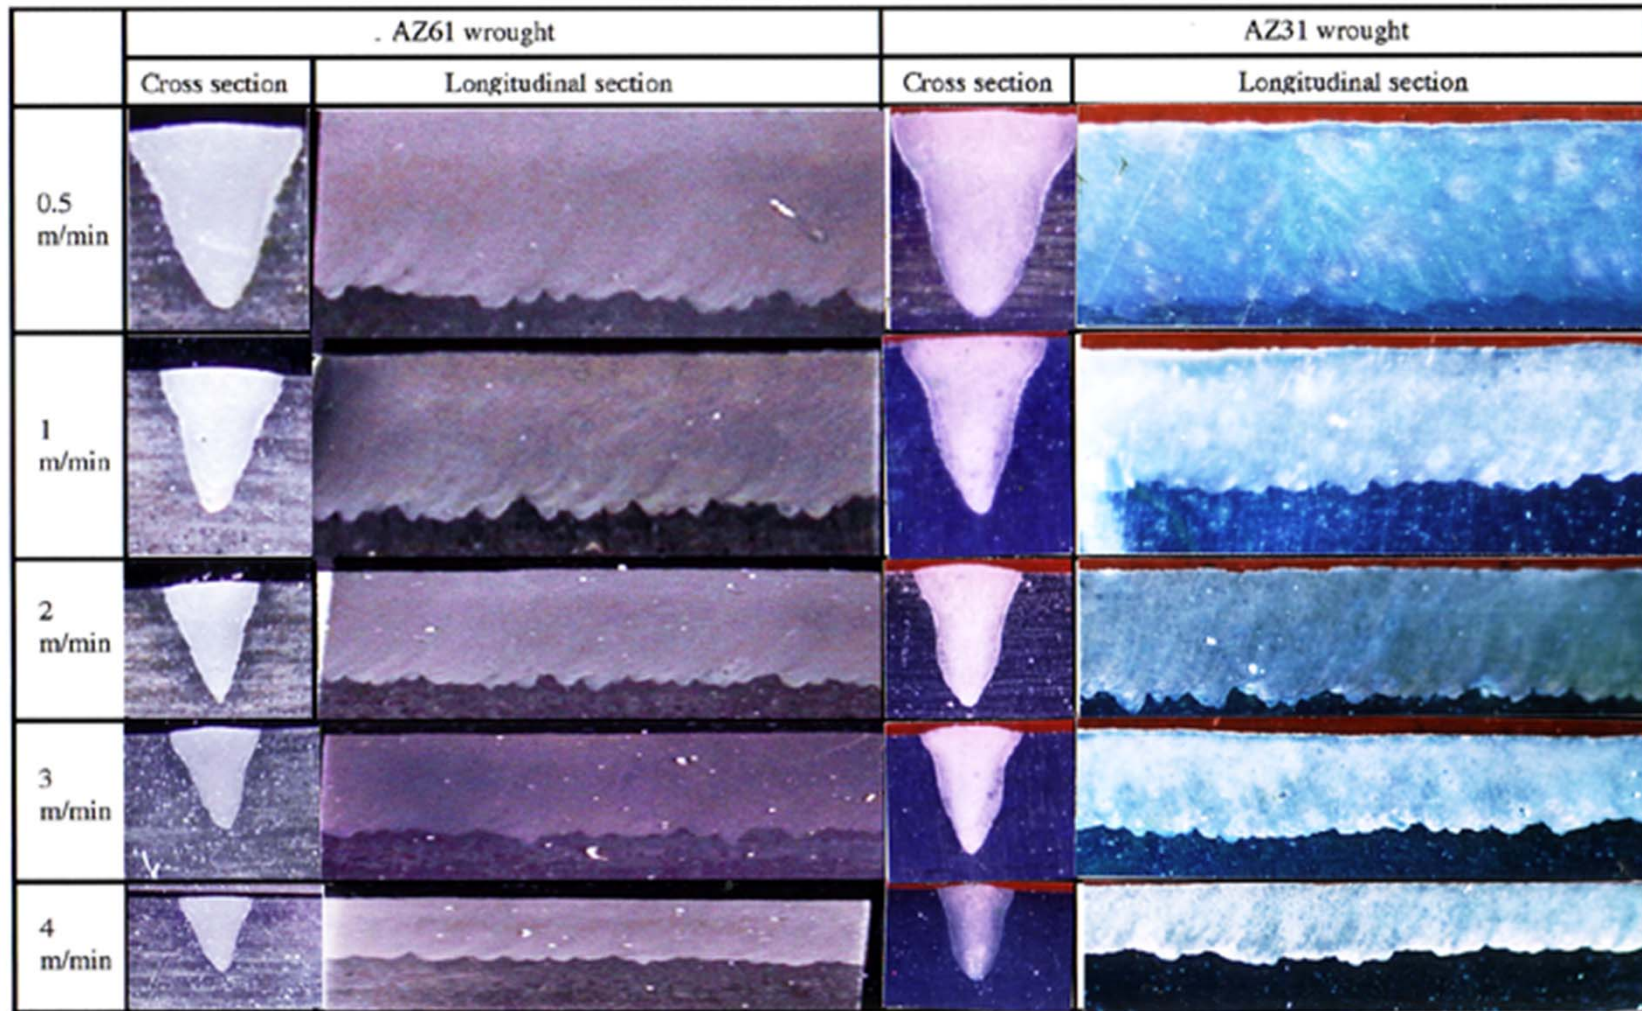 AZ61 wrought
AZ31 wrought
Cross section
Longitudinal section
Cross section
Longitudinal section
0.5
m/min
1
m/min
2
m/min
3
m/min
4
m/min